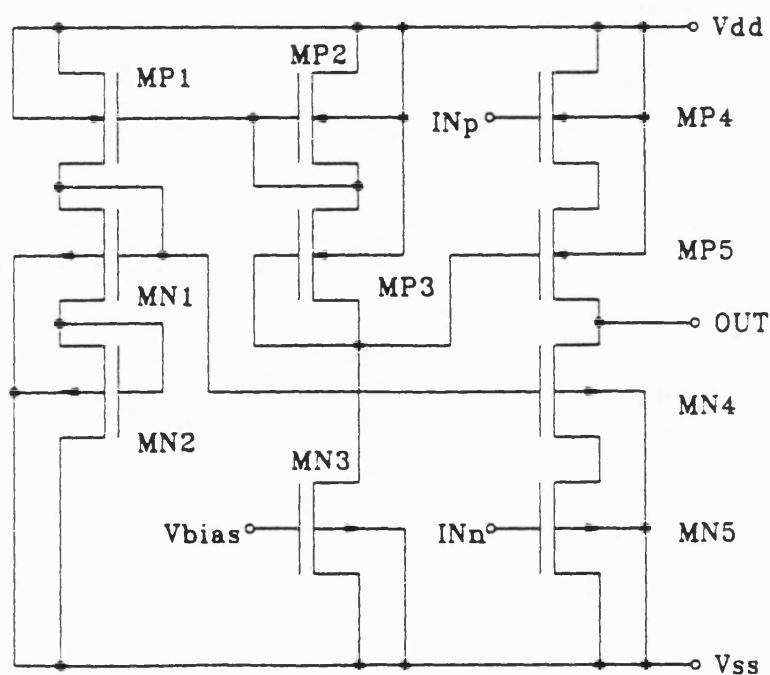 Vdd
MP2
MP1
INp
MP4
MP5
MN1
MP3
OUT
MN4
MN2
MN3
Vbias
INn
MN5
Vss